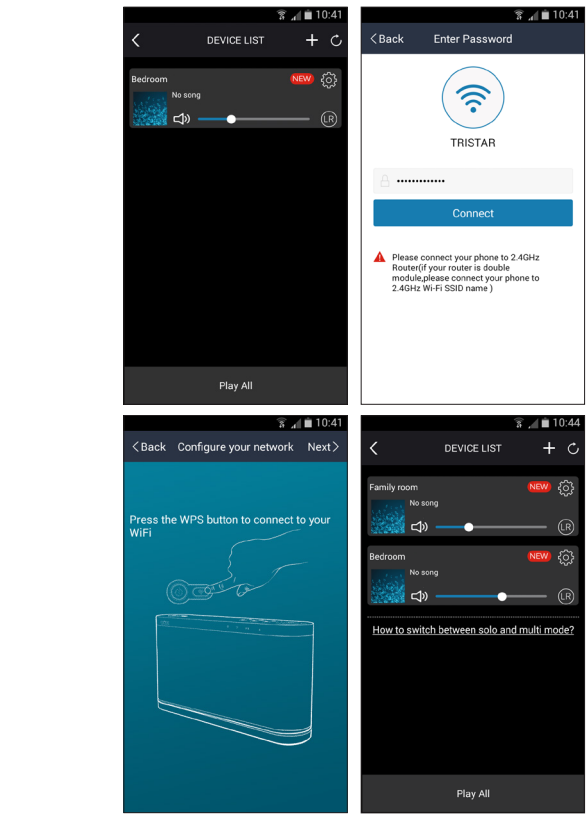 10:41
DEVICE LIST
Bedroom
NEW
No song
LR
Play All
10:41
Back Enter Password
TRISTAR
•••••••••••••
Connect
Please connect your phone to 2.4GHz
Router(if your router is double
module,please connect your phone to
2.4GHz Wi-Fi SSID name )
10:41
Back Configure your network Next
Press the WPS button to connect to your
WiFi
10:44
DEVICE LIST
Family room
NEW
No song
LR
Bedroom
NEW
No song
LR
How to switch between solo and multi mode?
Play All